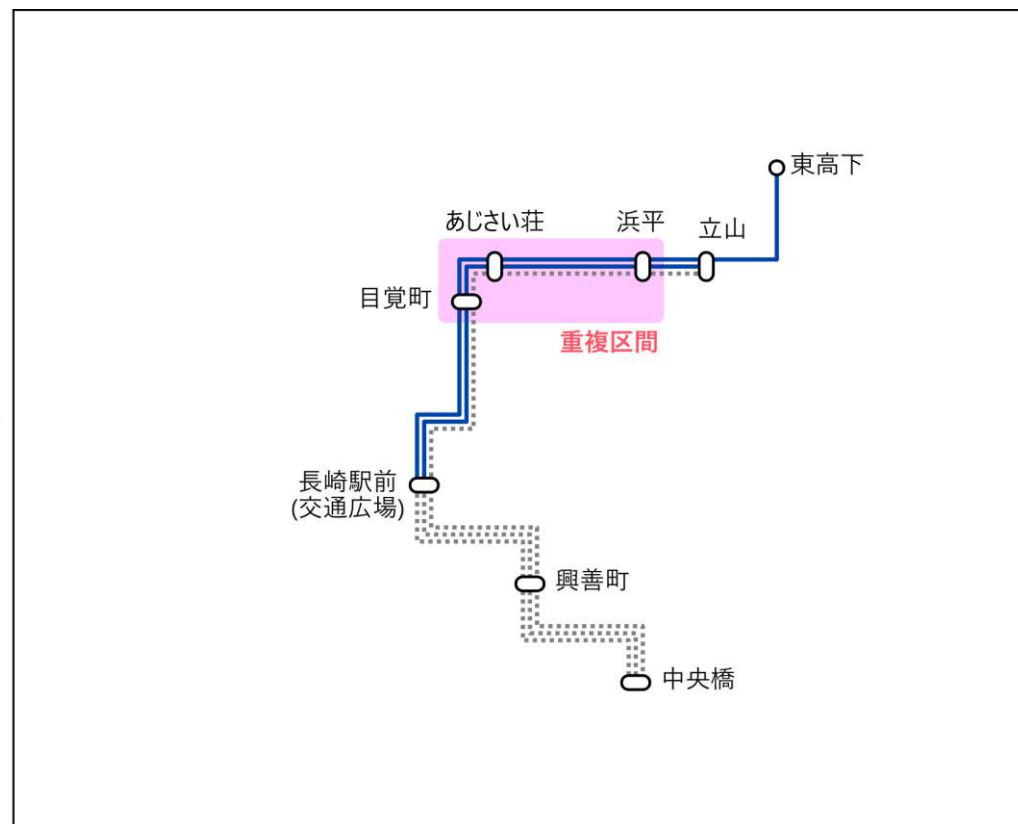 東高下
あじさい荘
浜平
立山
目覚町
重複区間
長崎駅前
(交通広場)
興善町
中央橋